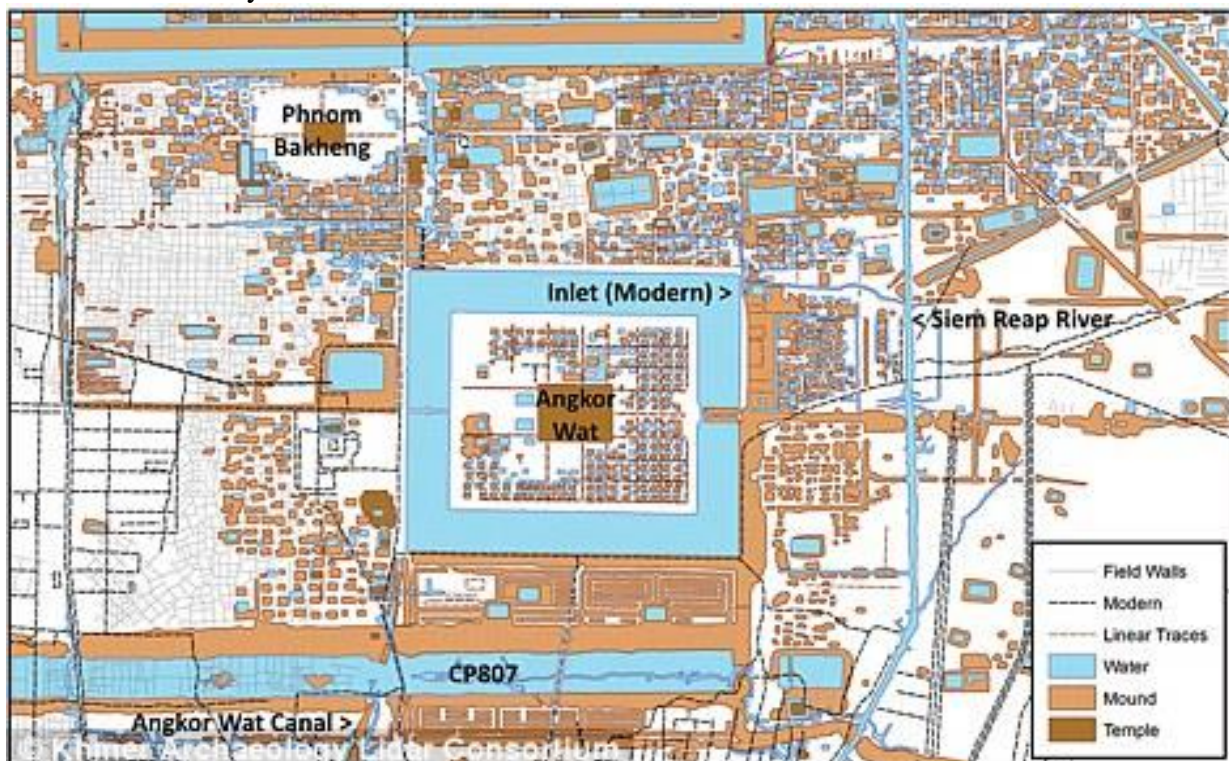 Phnom
Bakheng
Inlet (Modern) >
< Siem Reap River
Angkor
Wat
CP807
Angkor Wat Canal >
Field Walls
Modern
Linear Traces
Water
Mound
Temple
© Khmer Archaeology Lidar Consortium